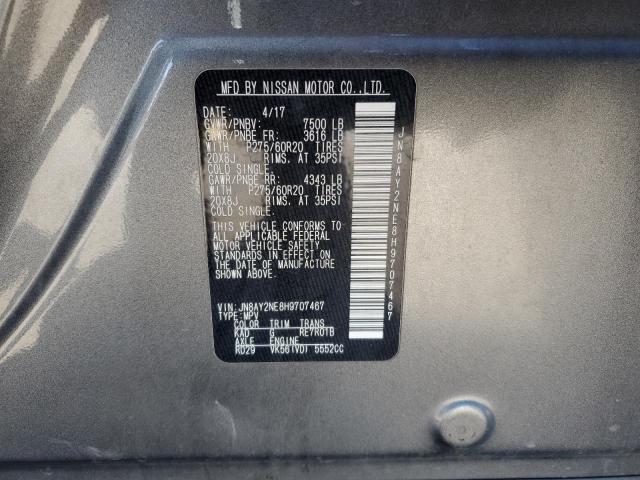 MFD BY NISSAN MOTOR CO.,LTD.
DATE: 4/17
GVWR/PNBV: 7500 LB
GAWR/PNBE FR: 3616 LB
WITH P275/60R20 TIRES
20X8J RIMS. AT 35PSI
COLD SINGLE.
GAWR/PNBE RR: 4343 LB
WITH P275/60R20 TIRES
20X8J RIMS. AT 35PSI
COLD SINGLE.
THIS VEHICLE CONFORMS TO
ALL APPLICABLE FEDERAL
MOTOR VEHICLE SAFETY
STANDARDS IN EFFECT ON
THE DATE OF MANUFACTURE
SHOWN ABOVE.
VIN: JN8AY2NE8H9707467
TYPE: MPV
COLOR TRIM TRANS
KAD G RE7R01B
AXLE ENGINE
RD29 VK56(VD) 5552CC
JN8AY2NE8H9707467